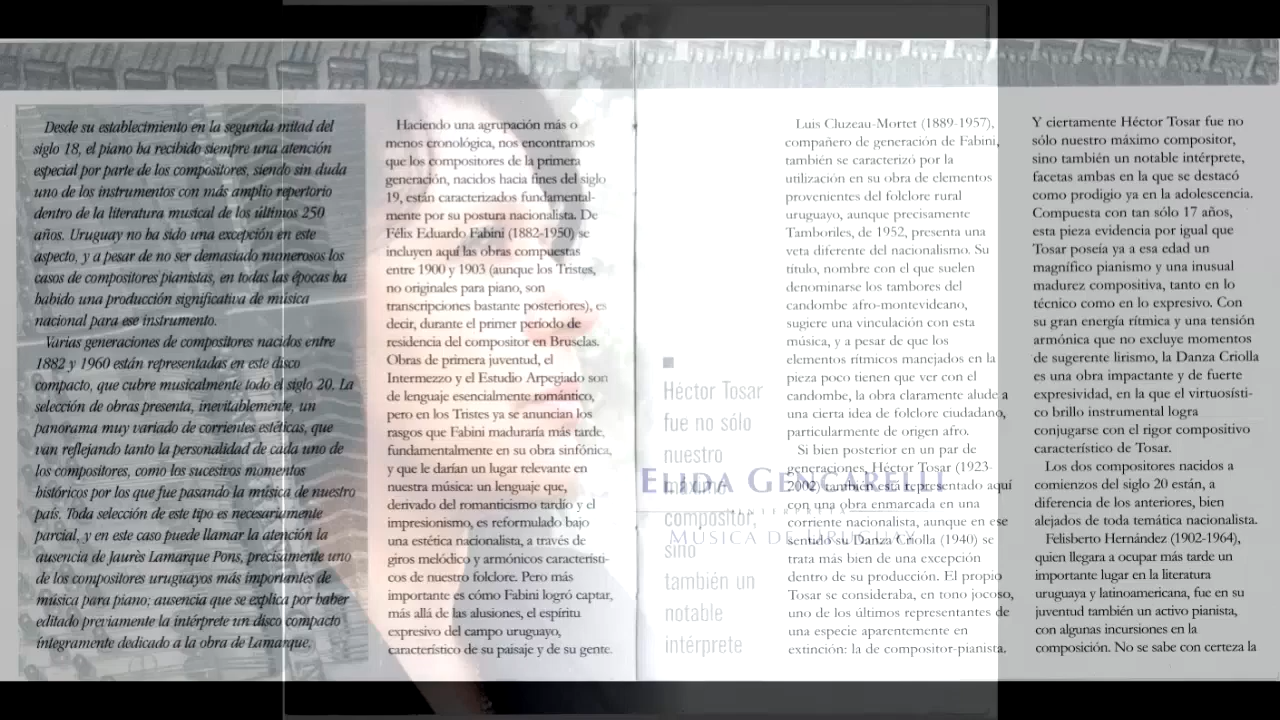 Desde su establecimiento en la segunda mitad del
siglo 18, el piano ha recibido siempre una atención
especial por parte de los compositores, siendo sin duda
uno de los instrumentos con más amplio repertorio
dentro de la literatura musical de los últimos 250
años. Uruguay no ha sido una excepción en este
aspecto, y a pesar de no ser demasiado numerosos los
casos de compositores pianistas, en todas las épocas ha
habido una producción significativa de música
nacional para ese instrumento.
Varias generaciones de compositores nacidos entre
1882 y 1960 están representadas en este disco
compacto, que cubre musicalmente todo el siglo 20. La
selección de obras presenta, inevitablemente, un
panorama muy variado de corrientes estéticas, que
van reflejando tanto la personalidad de cada uno de
los compositores, como los sucesivos momentos
históricos por los que fue pasando la música de nuestro
país. Toda selección de este tipo es necesariamente
parcial, y en este caso puede llamar la atención la
ausencia de Jaurès Lamarque Pons, precisamente uno
de los compositores uruguayos más importantes de
música para piano; ausencia que se explica por haber
editado previamente la intérprete un disco compacto
íntegramente dedicado a la obra de Lamarque.
Haciendo una agrupación más o
menos cronológica, nos encontramos
que los compositores de la primera
generación, nacidos hacia fines del siglo
19, están caracterizados fundamental-
mente por su postura nacionalista. De
Félix Eduardo Fabini (1882-1950) se
incluyen aquí las obras compuestas
entre 1900 y 1903 (aunque los Tristes,
no originales para piano, son
transcripciones bastante posteriores), es
decir, durante el primer período de
residencia del compositor en Bruselas.
Obras de primera juventud, el
Intermezzo y el Estudio Arpegiado son
de lenguaje esencialmente romántico,
pero en los Tristes ya se anuncian los
rasgos que Fabini maduraría más tarde,
fundamentalmente en su obra sinfónica,
y que le darían un lugar relevante en
nuestra música: un lenguaje que,
derivado del romanticismo tardío y el
impresionismo, es reformulado bajo
una estética nacionalista, a través de
giros melódico y armónicos característi-
cos de nuestro folclore. Pero más
importante es cómo Fabini logró captar,
más allá de las alusiones, el espíritu
expresivo del campo uruguayo,
característico de su paisaje y de su gente.
Héctor Tosar
fue no sólo
nuestro
máximo
compositor,
sino
también un
notable
intérprete
ELIDA GENCARELLI
INTERPRETA
MÚSICA DEL URUGUAY
Luis Cluzeau-Mortet (1889-1957),
compañero de generación de Fabini,
también se caracterizó por la
utilización en su obra de elementos
provenientes del folclore rural
uruguayo, aunque precisamente
Tamboriles, de 1952, presenta una
veta diferente del nacionalismo. Su
título, nombre con el que suelen
denominarse los tambores del
candombe afro-montevideano,
sugiere una vinculación con esta
música, y a pesar de que los
elementos rítmicos manejados en la
pieza poco tienen que ver con el
candombe, la obra claramente alude a
una cierta idea de folclore ciudadano,
particularmente de origen afro.
Si bien posterior en un par de
generaciones, Héctor Tosar (1923-
2002) también está representado aquí
con una obra enmarcada en una
corriente nacionalista, aunque en ese
sentido su Danza Criolla (1940) se
trata más bien de una excepción
dentro de su producción. El propio
Tosar se consideraba, en tono jocoso,
uno de los últimos representantes de
una especie aparentemente en
extinción: la de compositor-pianista.
Y ciertamente Héctor Tosar fue no
sólo nuestro máximo compositor,
sino también un notable intérprete,
facetas ambas en la que se destacó
como prodigio ya en la adolescencia.
Compuesta con tan sólo 17 años,
esta pieza evidencia por igual que
Tosar poseía ya a esa edad un
magnífico pianismo y una inusual
madurez compositiva, tanto en lo
técnico como en lo expresivo. Con
su gran energía rítmica y una tensión
armónica que no excluye momentos
de sugerente lirismo, la Danza Criolla
es una obra impactante y de fuerte
expresividad, en la que el virtuosísti-
co brillo instrumental logra
conjugarse con el rigor compositivo
característico de Tosar.
Los dos compositores nacidos a
comienzos del siglo 20 están, a
diferencia de los anteriores, bien
alejados de toda temática nacionalista.
Felisberto Hernández (1902-1964),
quien llegara a ocupar más tarde un
importante lugar en la literatura
uruguaya y latinoamericana, fue en su
juventud también un activo pianista,
con algunas incursiones en la
composición. No se sabe con certeza la